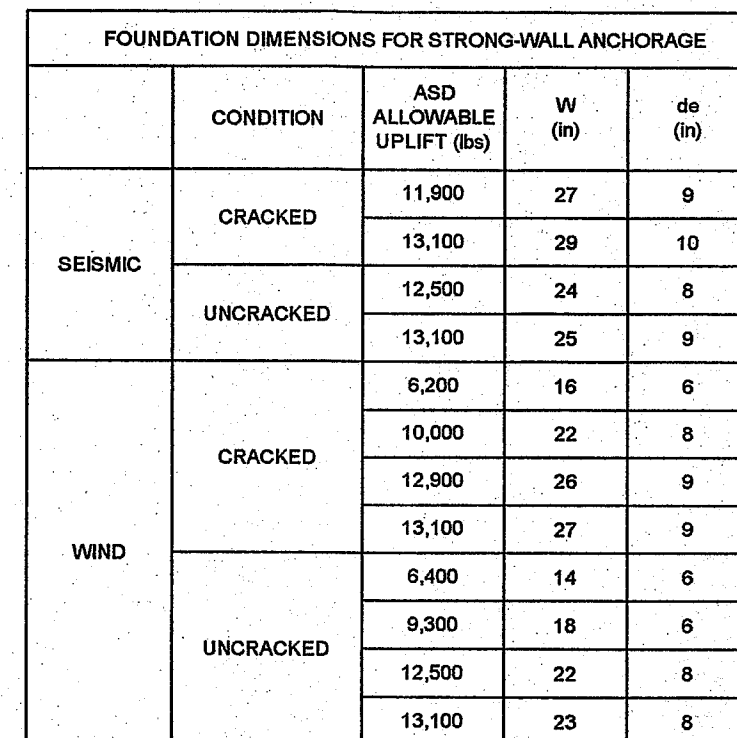 FOUNDATION DIMENSIONS FOR STRONG-WALL ANCHORAGE
CONDITION ASD ALLOWABLE UPLIFT (lbs) W (in) de (in)
SEISMIC CRACKED 11,900 27 9
13,100 29 10
UNCRACKED 12,500 24 8
13,100 25 9
WIND CRACKED 6,200 16 6
10,000 22 8
12,900 26 9
13,100 27 9
UNCRACKED 6,400 14 6
9,300 18 6
12,500 22 8
13,100 23 8